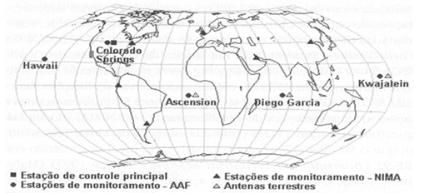 Colorado
Springs
Hawaii
Kwajalein
Ascension
Diego Garcia
Estação de controle principal
Estações de monitoramento - NIMA
Estações de monitoramento - AAF
Antenas terrestres